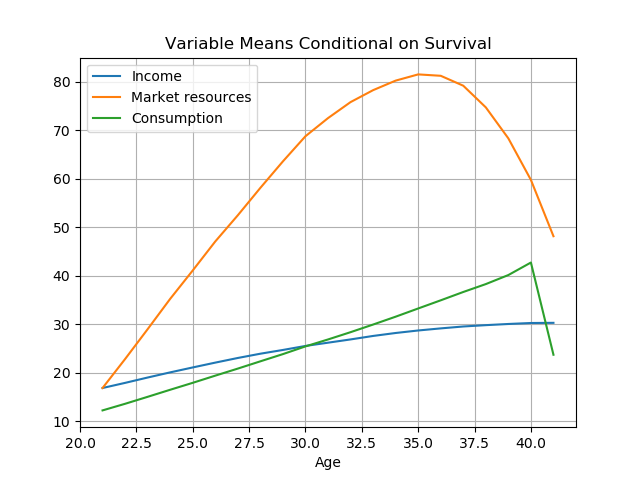 Variable Means Conditional on Survival
Income
Market resources
Consumption
80
70
60
50
40
30
20
10
20.0 22.5 25.0 27.5 30.0 32.5 35.0 37.5 40.0
Age